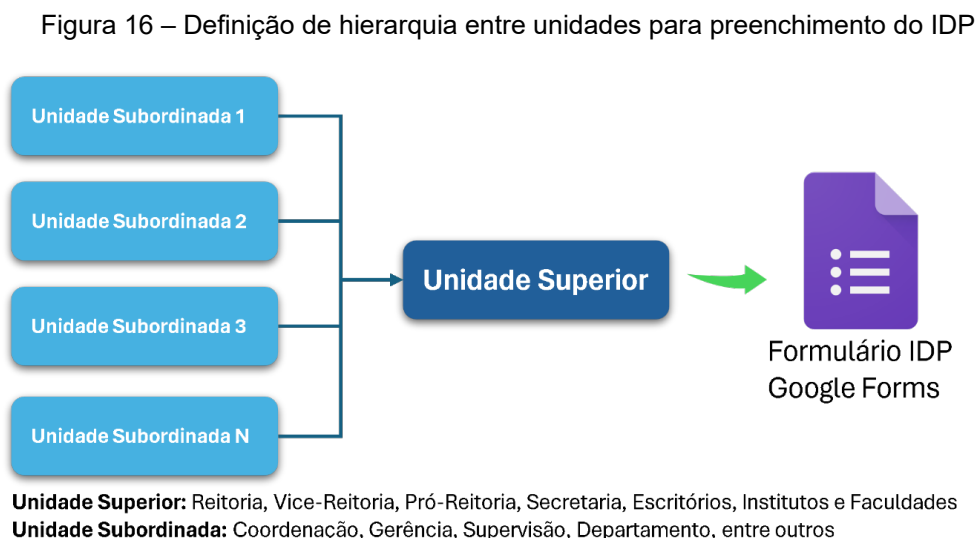 Figura 16 – Definição de hierarquia entre unidades para preenchimento do IDP
Unidade Subordinada 1
Unidade Subordinada 2
Unidade Subordinada 3
Unidade Subordinada N
Unidade Superior
Formulário IDP
Google Forms
Unidade Superior: Reitoria, Vice-Reitoria, Pró-Reitoria, Secretaria, Escritórios, Institutos e Faculdades
Unidade Subordinada: Coordenação, Gerência, Supervisão, Departamento, entre outros